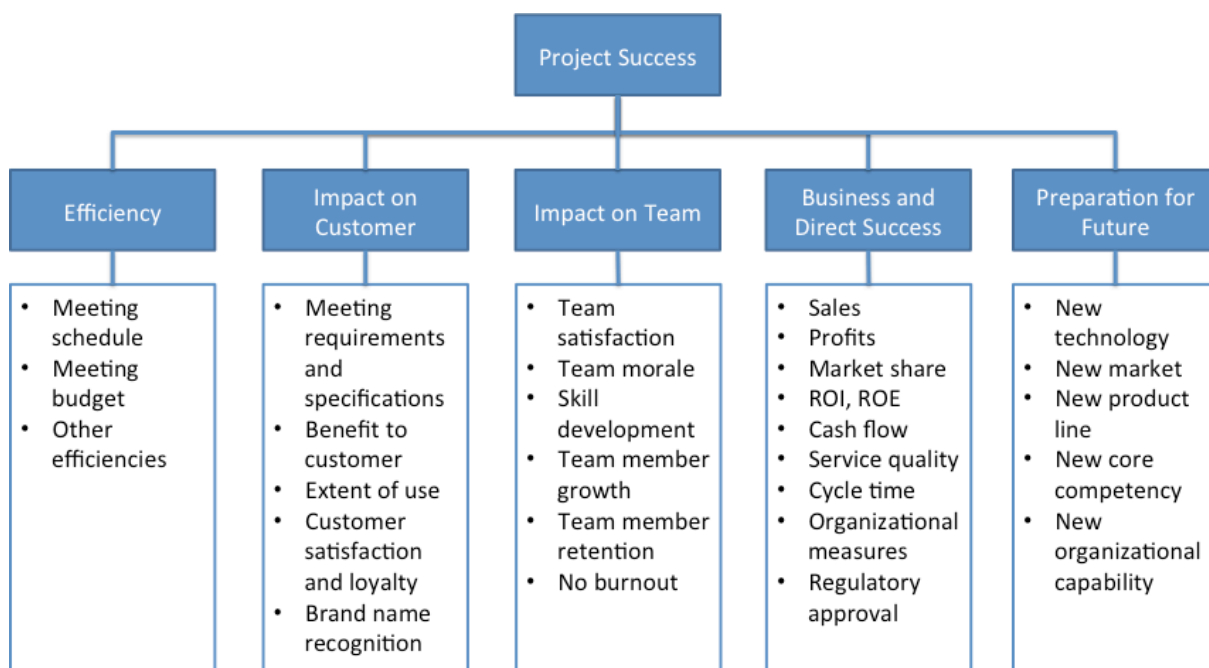 Project Success
Efficiency
Impact on
Customer
Impact on Team
Business and
Direct Success
Preparation for
Future
• Meeting
schedule
• Meeting
budget
• Other
efficiencies
• Meeting
requirements
and
specifications
• Benefit to
customer
• Extent of use
• Customer
satisfaction
and loyalty
• Brand name
recognition
• Team
satisfaction
• Team morale
• Skill
development
• Team member
growth
• Team member
retention
• No burnout
• Sales
• Profits
• Market share
• ROI, ROE
• Cash flow
• Service quality
• Cycle time
• Organizational
measures
• Regulatory
approval
• New
technology
• New market
• New product
line
• New core
competency
• New
organizational
capability